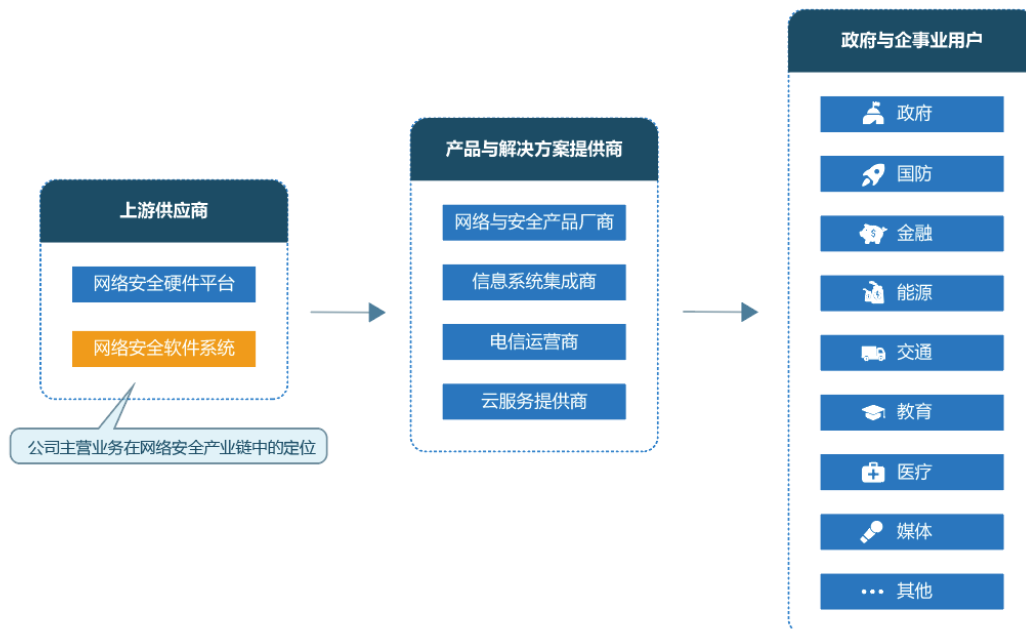 上游供应商
网络安全硬件平台
网络安全软件系统
公司主营业务在网络安全产业链中的定位
产品与解决方案提供商
网络与安全产品厂商
信息系统集成商
电信运营商
云服务提供商
政府与企事业用户
政府
国防
金融
能源
交通
教育
医疗
媒体
其他